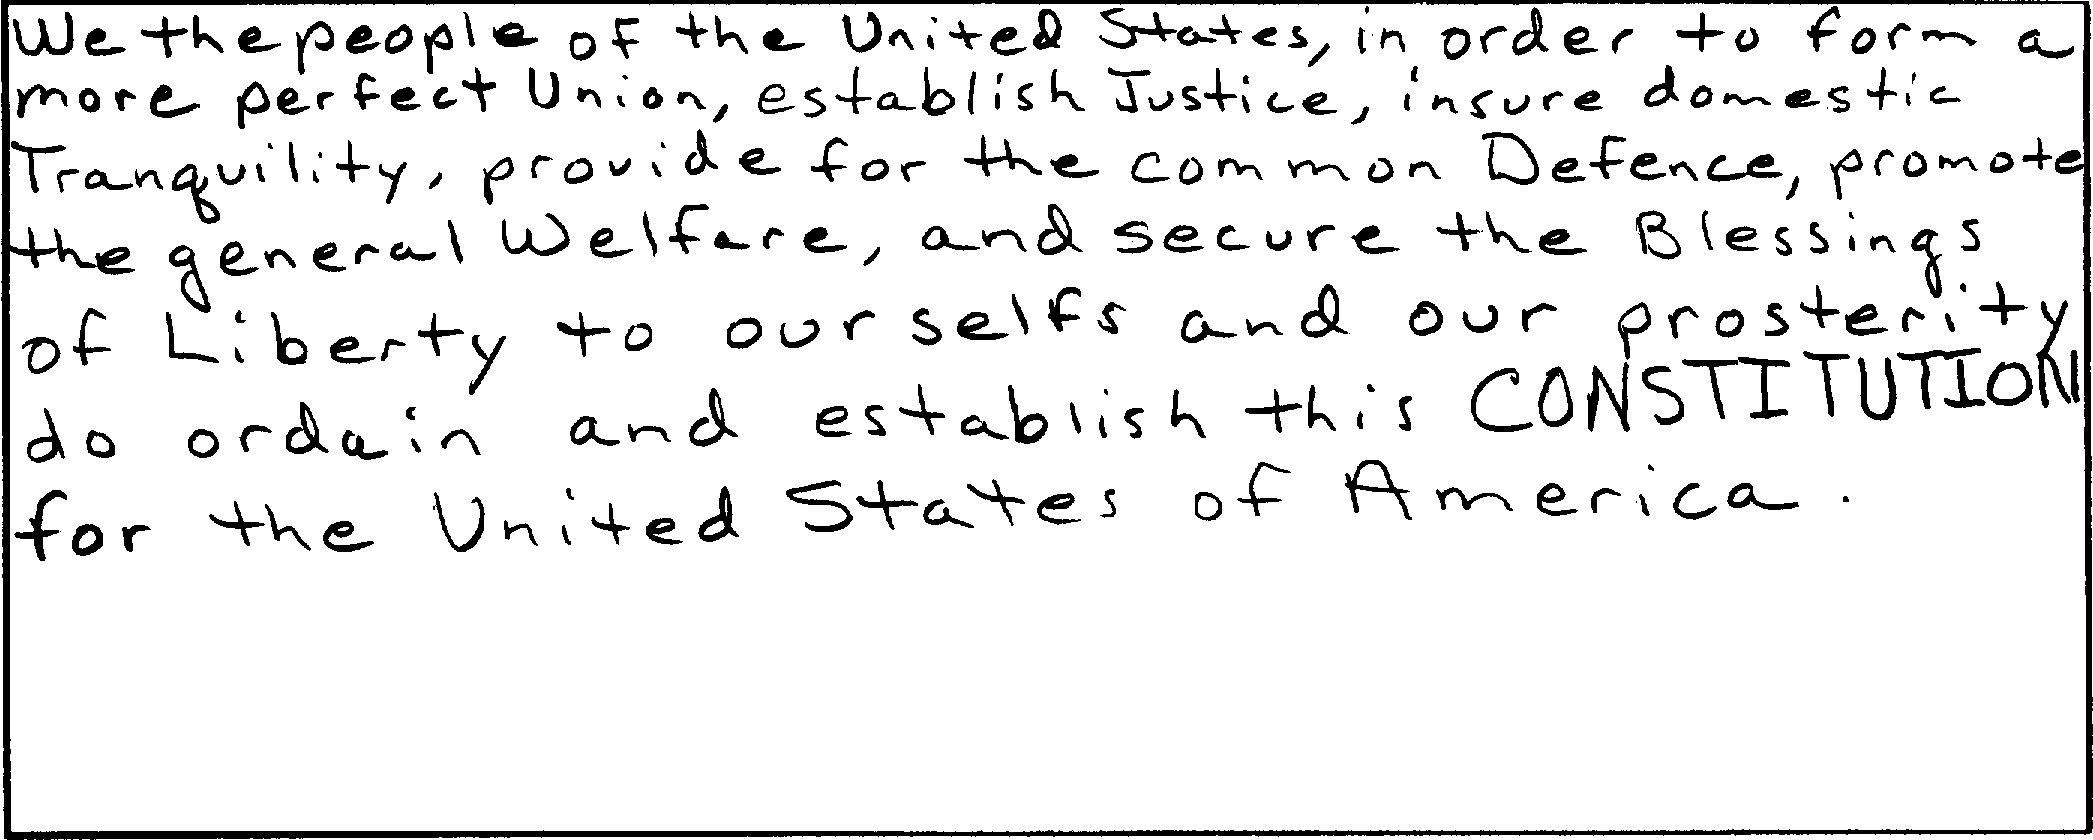 We the people of the United States, in order to form a
more perfect Union, establish Justice, insure domestic
Tranquility, provide for the common Defence, promote
the general Welfare, and secure the Blessings
of Liberty to our selfs and our prosterity
do ordain and establish this CONSTITUTION
for the United States of America.